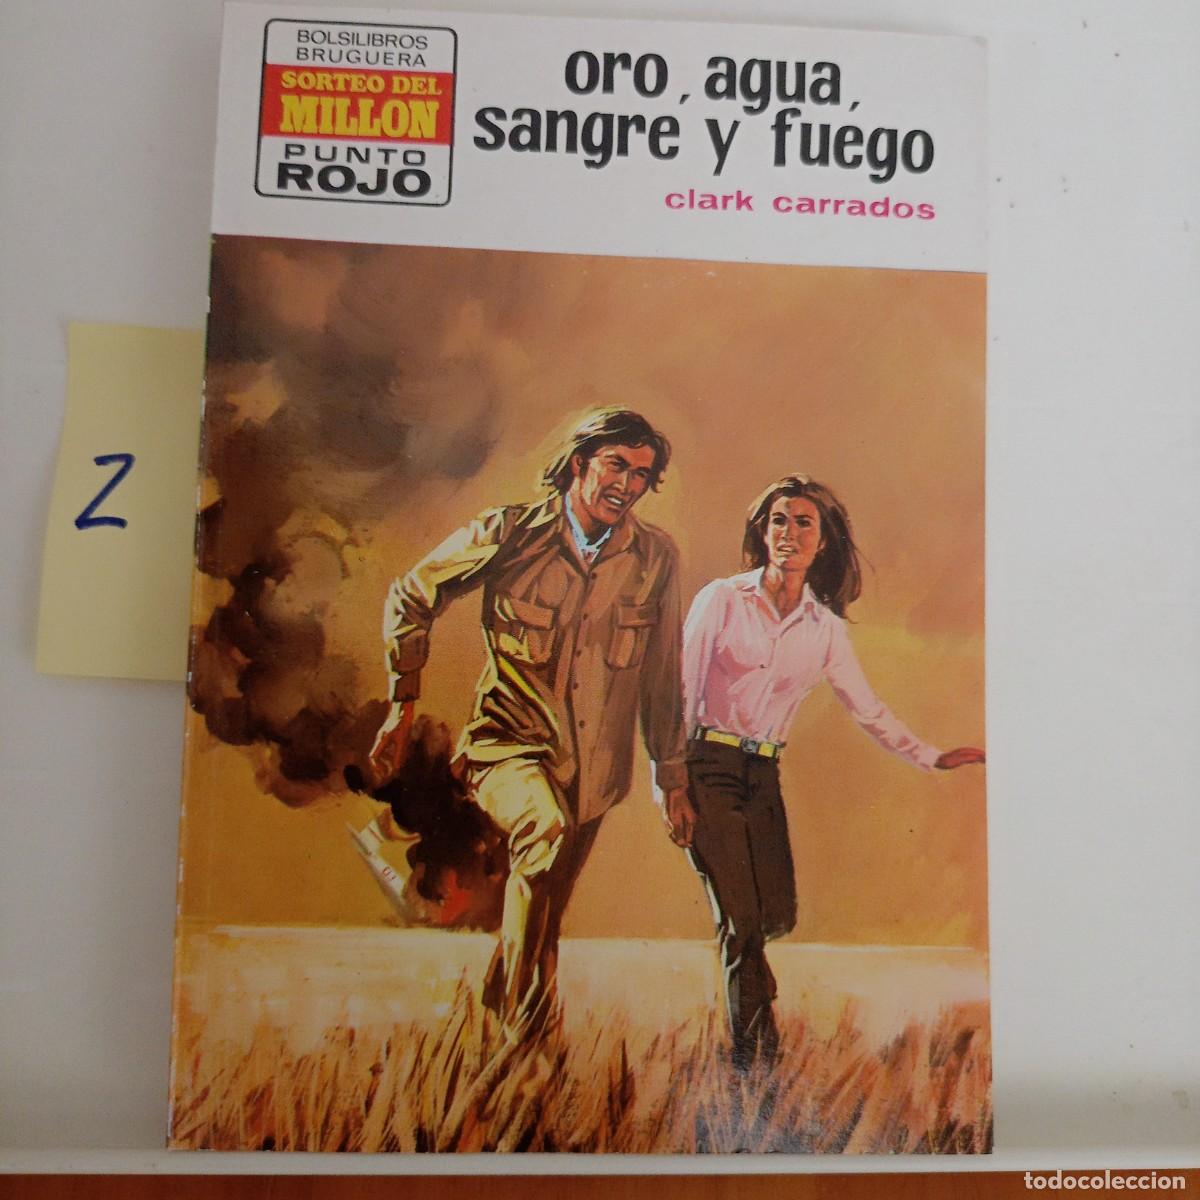 BOLSILIBROS
BRUGUERA
SORTEO DEL
MILLON
PUNTO
ROJO
oro, agua,
sangre y fuego
clark carrados
Z
todocoleccion